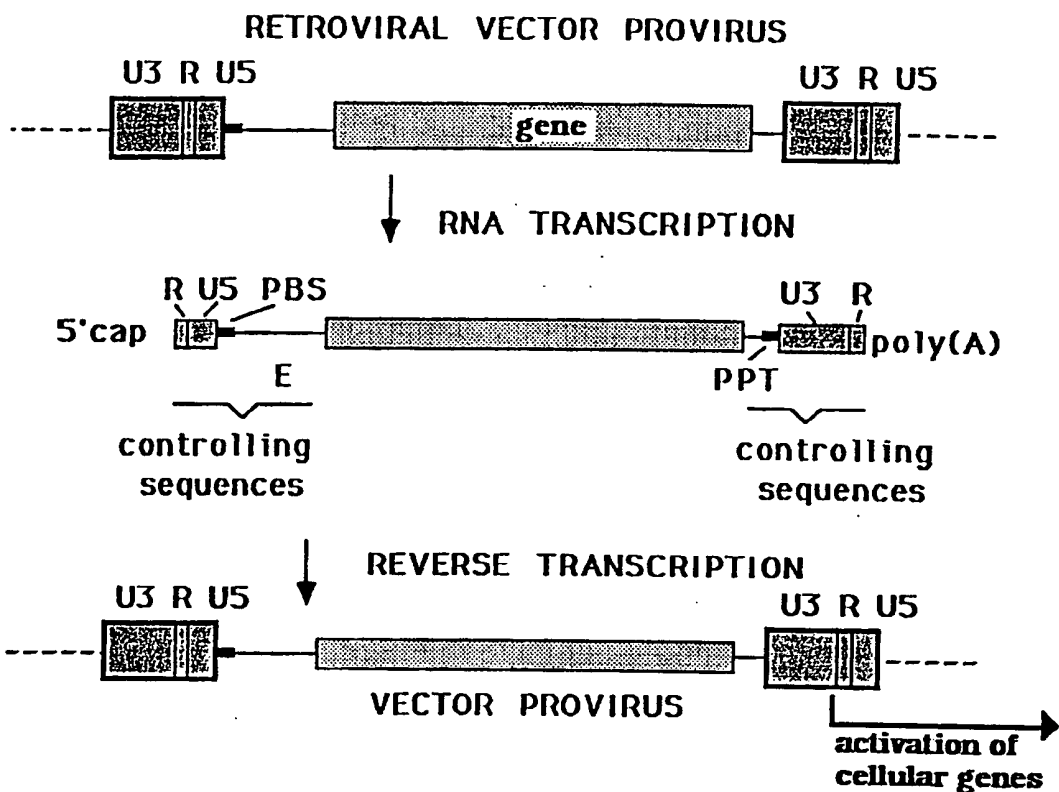 RETROVIRAL VECTOR PROVIRUS
U3 R U5
U3 R U5
gene
RNA TRANSCRIPTION
R U5 PBS
U3 R
5'cap
poly(A)
E
PPT
controlling
sequences
controlling
sequences
REVERSE TRANSCRIPTION
U3 R U5
U3 R U5
VECTOR PROVIRUS
activation of
cellular genes